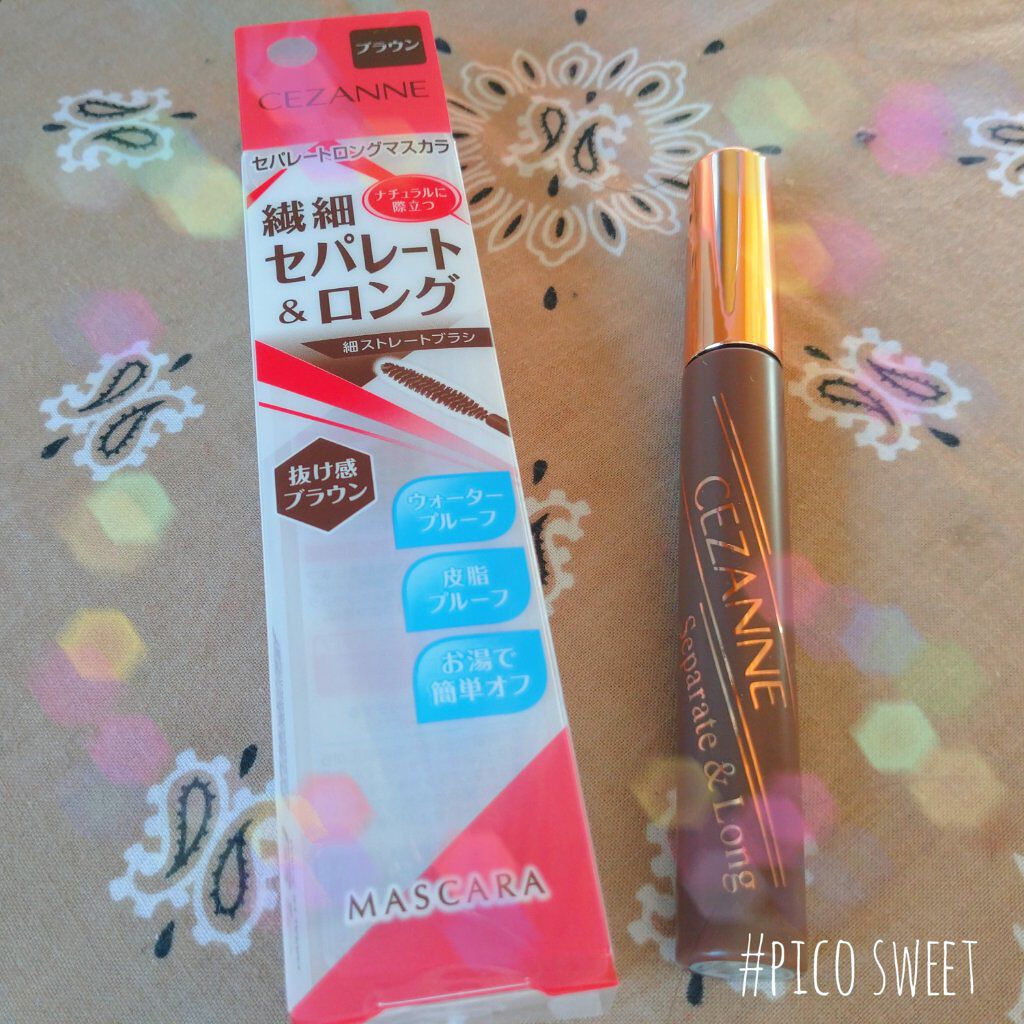 ブラウン
CEZANNE
セパレートロングマスカラ
ナチュラルに
際立つ
繊細
セパレート
&ロング
細ストレートブラシ
抜け感
ブラウン
ウォーター
プルーフ
皮脂
プルーフ
お湯で
簡単オフ
MASCARA
CEZANNE
Separate & Long
#PICO SWEET